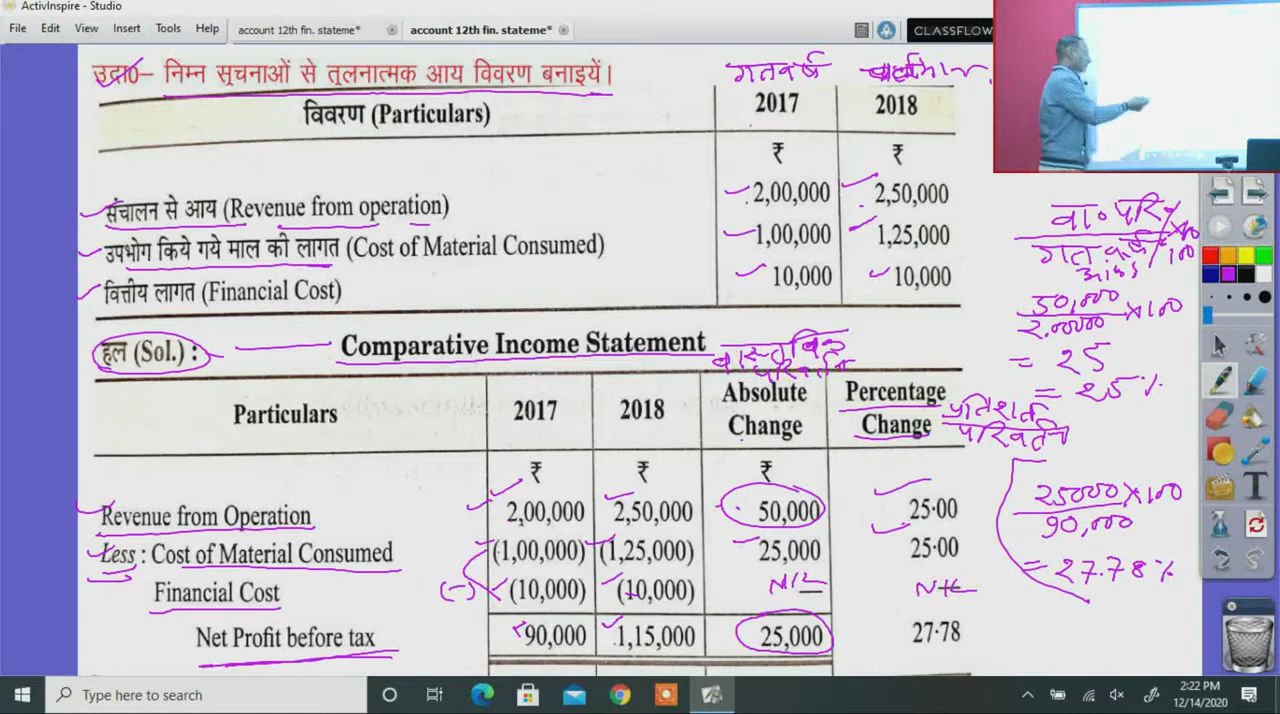 ActivInspire - Studio
File Edit View Insert Tools Help account 12th fin. stateme* account 12th fin. stateme* CLASSFLOW
उदा0- निम्न सूचनाओं से तूलनात्मक आय विवरण बनाइयें। गतवर्ष
विवरण (Particulars) 2017 2018
₹ ₹
संचालन से आय (Revenue from operation) 2,00,000 2,50,000
उपभोग किये गये माल की लागत (Cost of Material Consumed) 1,00,000 1,25,000
वित्तीय लागत (Financial Cost) 10,000 10,000
वा० परि०
गत वर्ष ×100
50,000 ×100
2,00000
= 25
= 25%
हल (Sol.) : Comparative Income Statement
वास्तविक
परिवर्तन
Particulars 2017 2018 Absolute Change Percentage Change
प्रतिशत
परिवर्तन
₹ ₹ ₹
Revenue from Operation 2,00,000 2,50,000 50,000 25·00
Less : Cost of Material Consumed (1,00,000) (1,25,000) 25,000 25·00
Financial Cost (-) (10,000) (10,000) NIL NIL
Net Profit before tax 90,000 1,15,000 25,000 27·78
25000 ×100
90,000
= 27.78%
Type here to search
2:22 PM
12/14/2020